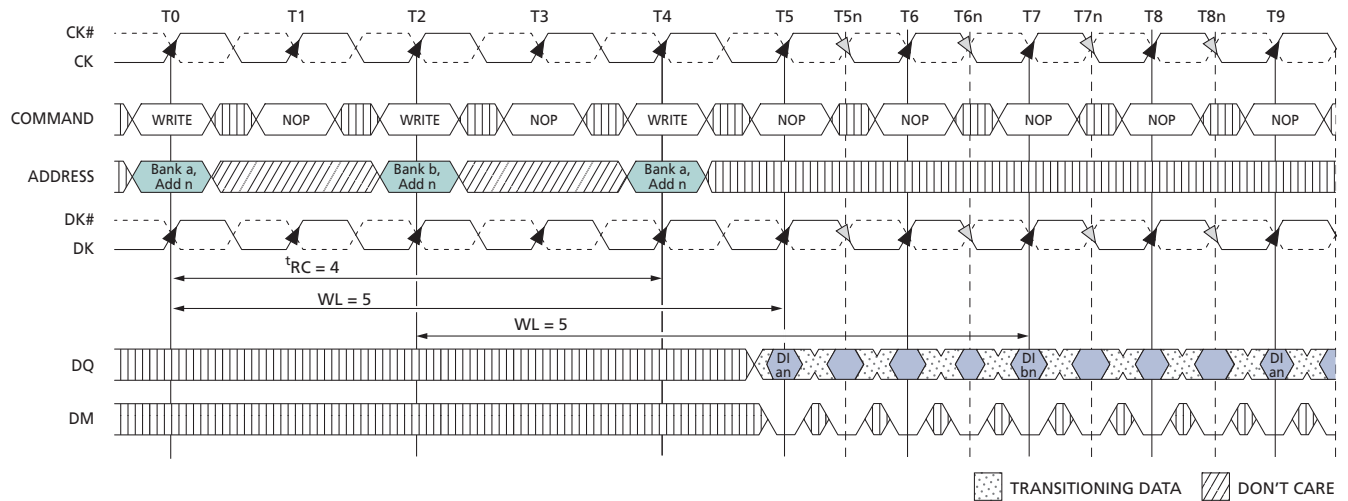 T0 T1 T2 T3 T4 T5 T5n T6 T6n T7 T7n T8 T8n T9
CK#
CK
COMMAND WRITE NOP WRITE NOP WRITE NOP NOP NOP NOP NOP
ADDRESS Bank a, Add n Bank b, Add n Bank a, Add n
DK#
DK
tRC = 4
WL = 5
WL = 5
DQ DI an DI bn DI an
DM
TRANSITIONING DATA DON'T CARE